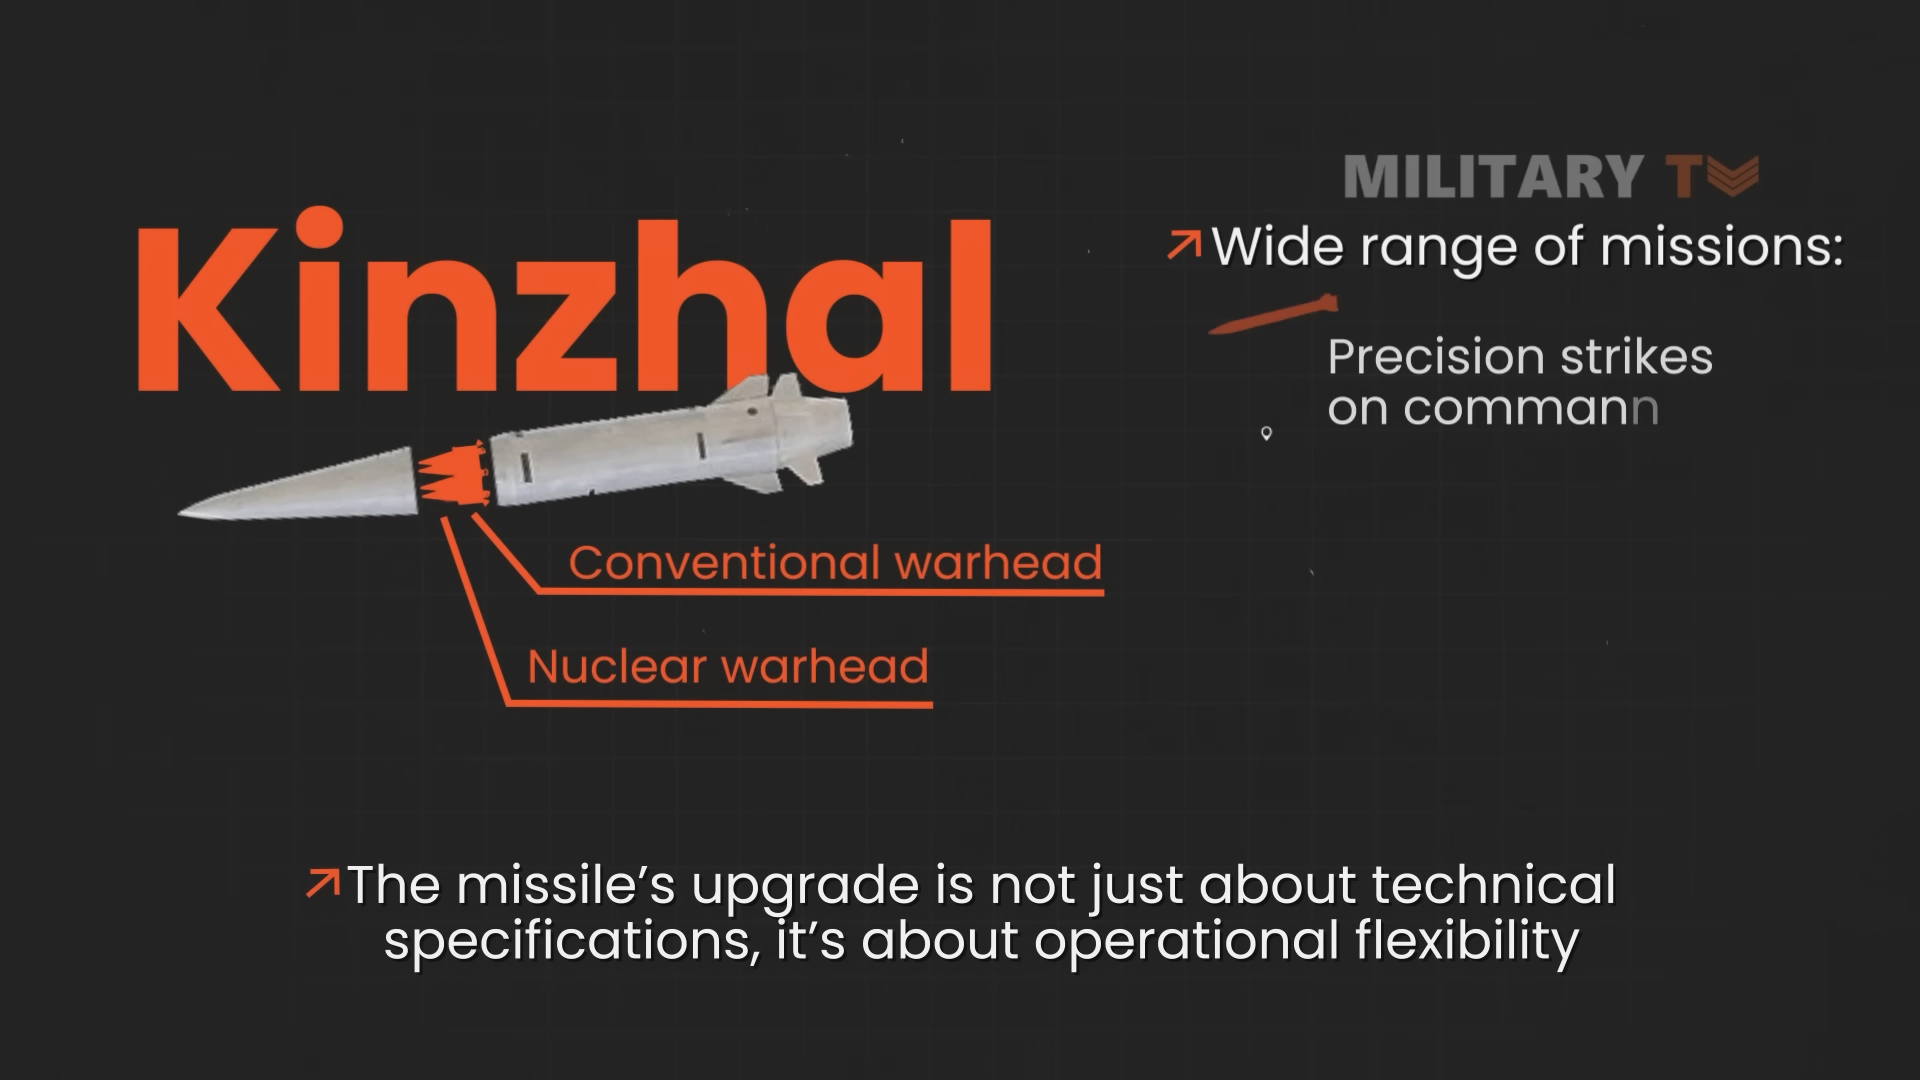 MILITARY TV
Kinzhal
Wide range of missions:
Precision strikes
on comman
Conventional warhead
Nuclear warhead
The missile’s upgrade is not just about technical
specifications, it’s about operational flexibility